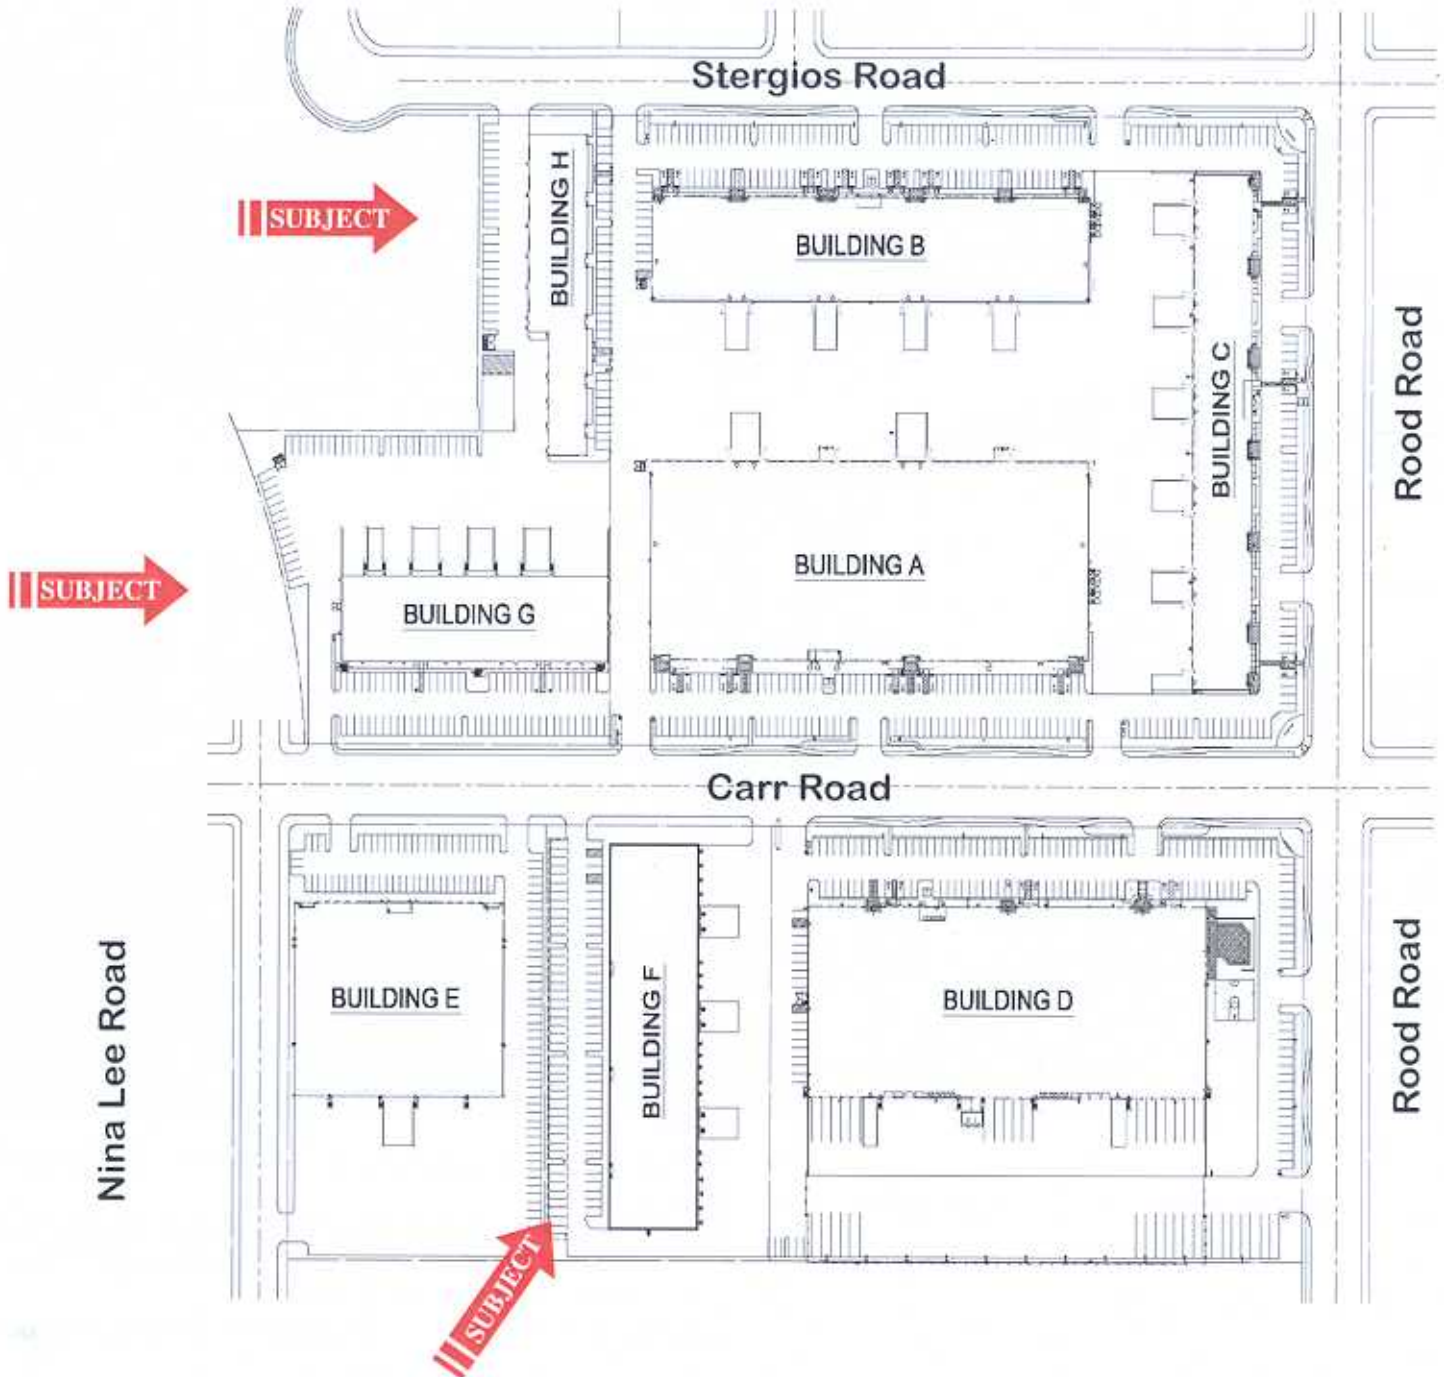 Stergios Road
BUILDING H
SUBJECT
BUILDING B
BUILDING C
Rood Road
SUBJECT
BUILDING A
BUILDING G
Carr Road
Nina Lee Road
BUILDING E
BUILDING F
BUILDING D
Rood Road
SUBJECT